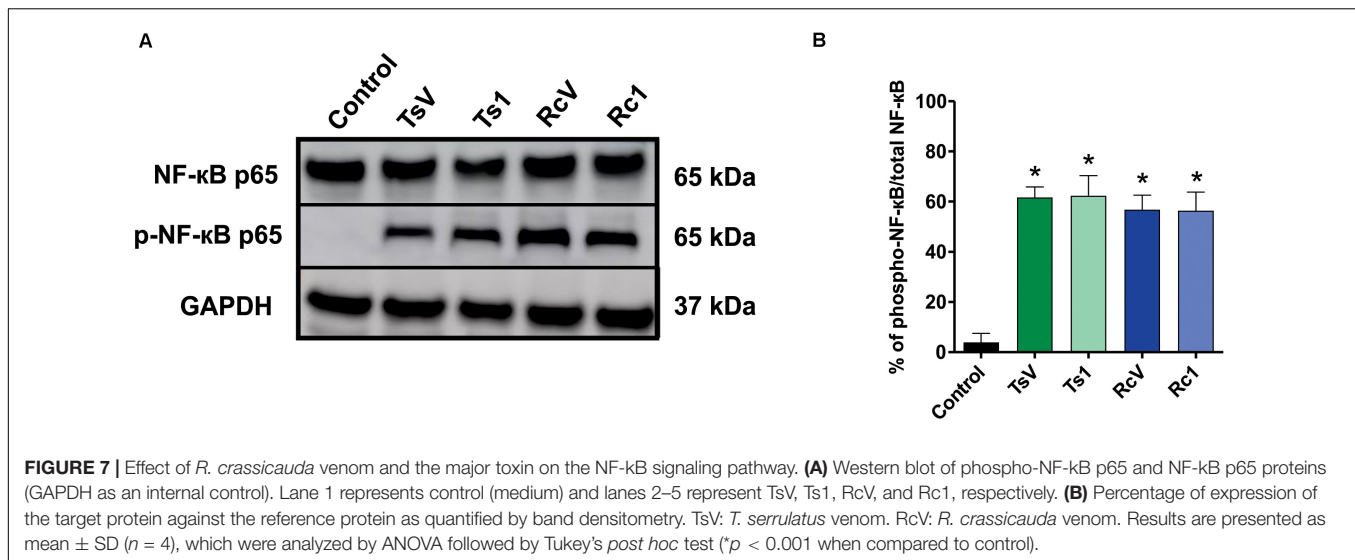 A
Control
TsV
Ts1
RcV
Rc1
NF-κB p65
65 kDa
p-NF-κB p65
65 kDa
GAPDH
37 kDa
B
% of phospho-NF-κB/total NF-κB
100
80
60
40
20
0
*
*
*
*
Control
TsV
Ts1
RcV
Rc1
FIGURE 7 | Effect of R. crassicauda venom and the major toxin on the NF-kB signaling pathway. (A) Western blot of phospho-NF-kB p65 and NF-kB p65 proteins
(GAPDH as an internal control). Lane 1 represents control (medium) and lanes 2–5 represent TsV, Ts1, RcV, and Rc1, respectively. (B) Percentage of expression of
the target protein against the reference protein as quantified by band densitometry. TsV: T. serrulatus venom. RcV: R. crassicauda venom. Results are presented as
mean ± SD (n = 4), which were analyzed by ANOVA followed by Tukey's post hoc test (*p < 0.001 when compared to control).